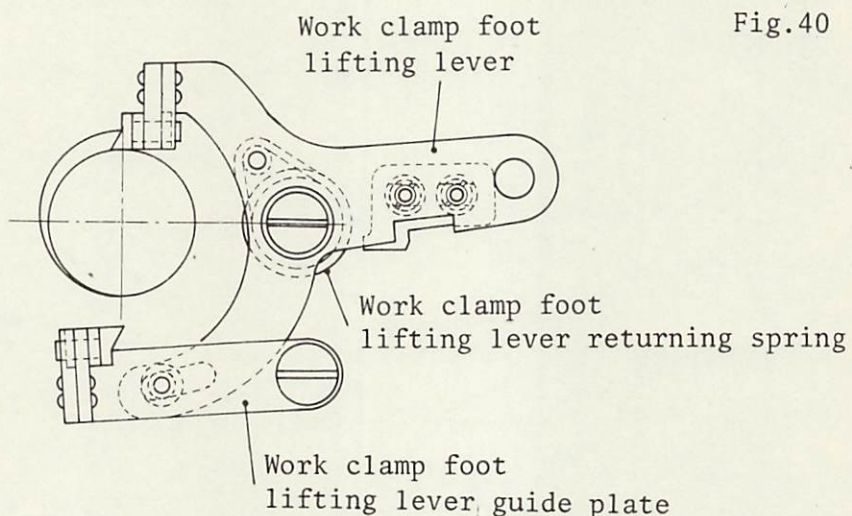 Fig.40
Work clamp foot
lifting lever
Work clamp foot
lifting lever returning spring
Work clamp foot
lifting lever guide plate